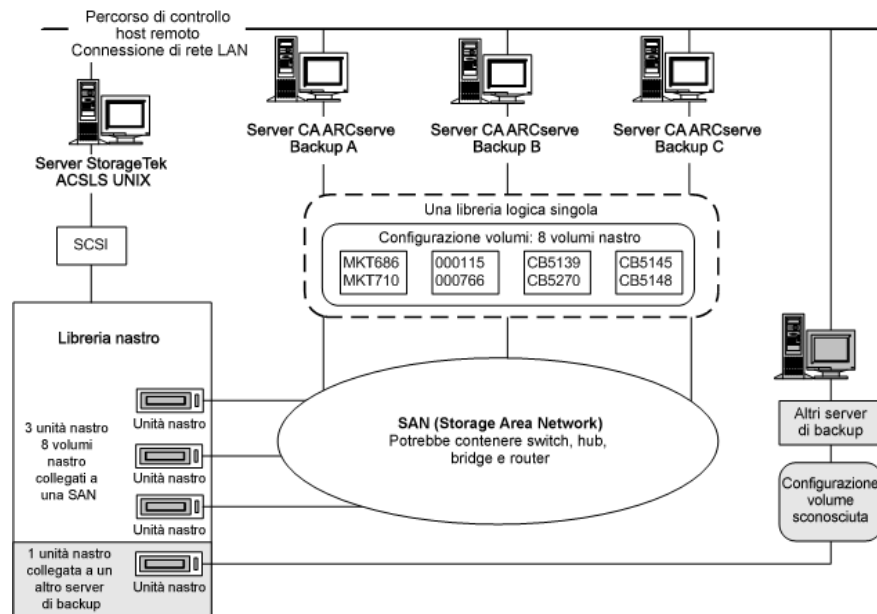 Percorso di controllo
host remoto
Connessione di rete LAN
Server StorageTek
ACSLS UNIX
Server CA ARCserve
Backup A
Server CA ARCserve
Backup B
Server CA ARCserve
Backup C
SCSI
Una libreria logica singola
Configurazione volumi: 8 volumi nastro
MKT686
MKT710
000115
000766
CB5139
CB5270
CB5145
CB5148
Libreria nastro
3 unità nastro
8 volumi
nastro
collegati a
una SAN
Unità nastro
Unità nastro
Unità nastro
1 unità nastro
collegata a un
altro server
di backup
Unità nastro
SAN (Storage Area Network)
Potrebbe contenere switch, hub,
bridge e router
Altri server
di backup
Configurazione
volume
sconosciuta